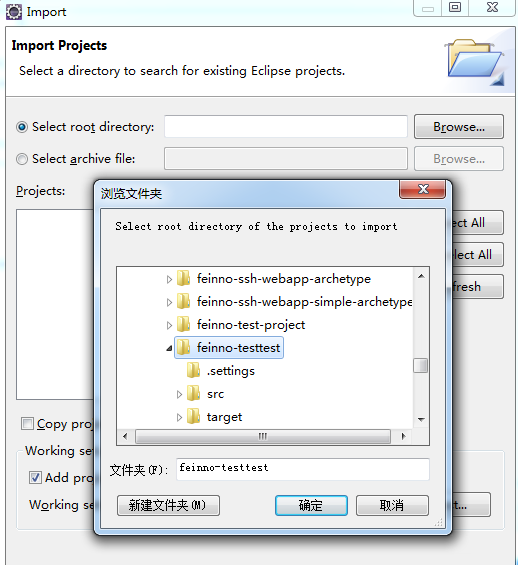 Import
Import Projects
Select a directory to search for existing Eclipse projects.
Select root directory:
Browse...
Select archive file:
Browse...
Projects:
浏览文件夹
Select root directory of the projects to import
feinno-ssh-webapp-archetype
feinno-ssh-webapp-simple-archetype
feinno-test-project
feinno-testtest
.settings
src
target
文件夹(F):
feinno-testtest
新建文件夹(M)
确定
取消
ect All
lect All
fresh
Copy proj
Working se
Add proj
Working se
t...